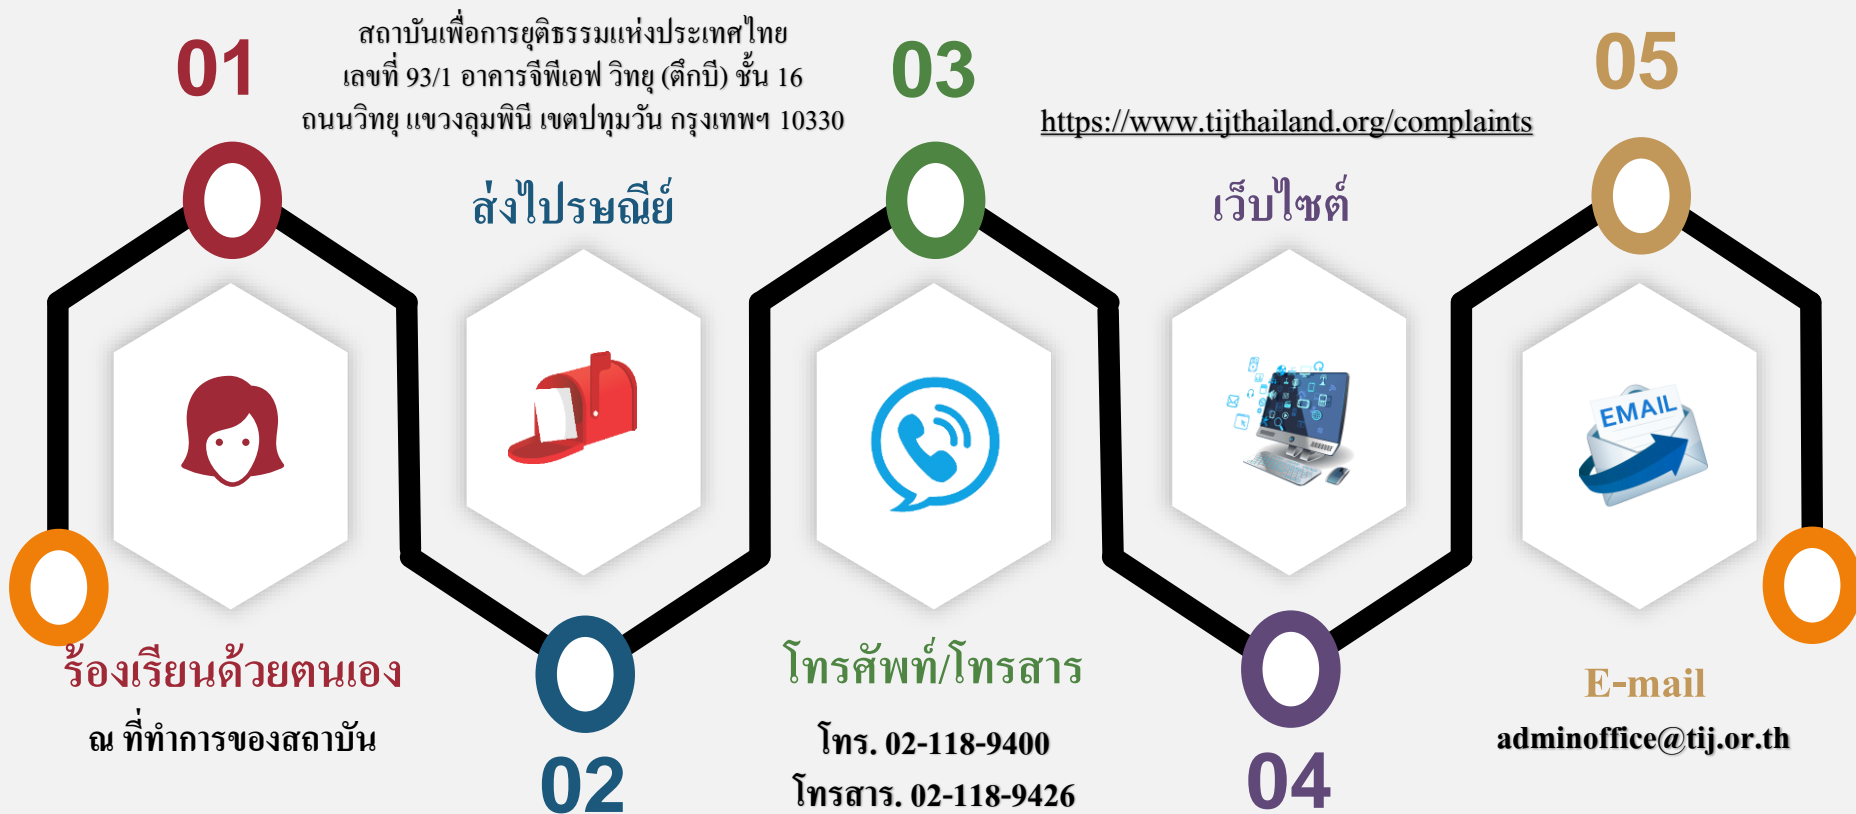 01
ร้องเรียนด้วยตนเอง
ณ ที่ทำการของสถาบัน
สถาบันเพื่อการยุติธรรมแห่งประเทศไทย
เลขที่ 93/1 อาคารจีพีเอฟ วิทยุ (ตึกบี) ชั้น 16
ถนนวิทยุ แขวงลุมพินี เขตปทุมวัน กรุงเทพฯ 10330
ส่งไปรษณีย์
02
03
โทรศัพท์/โทรสาร
โทร. 02-118-9400
โทรสาร. 02-118-9426
https://www.tijthailand.org/complaints
เว็บไซต์
04
05
EMAIL
E-mail
adminoffice@tij.or.th